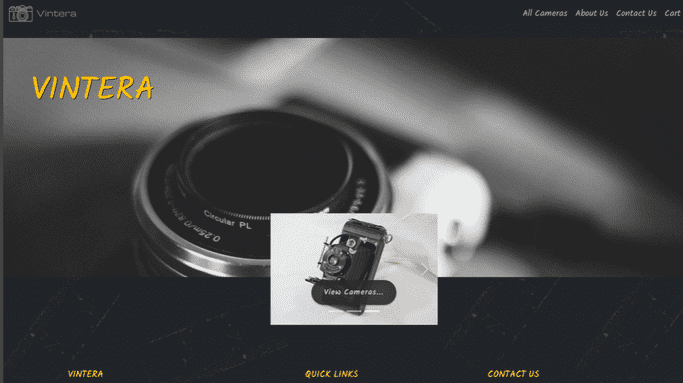 Vintera
All Cameras About Us Contact Us Cart
VINTERA
Circular PL
View Cameras...
VINTERA QUICK LINKS CONTACT US